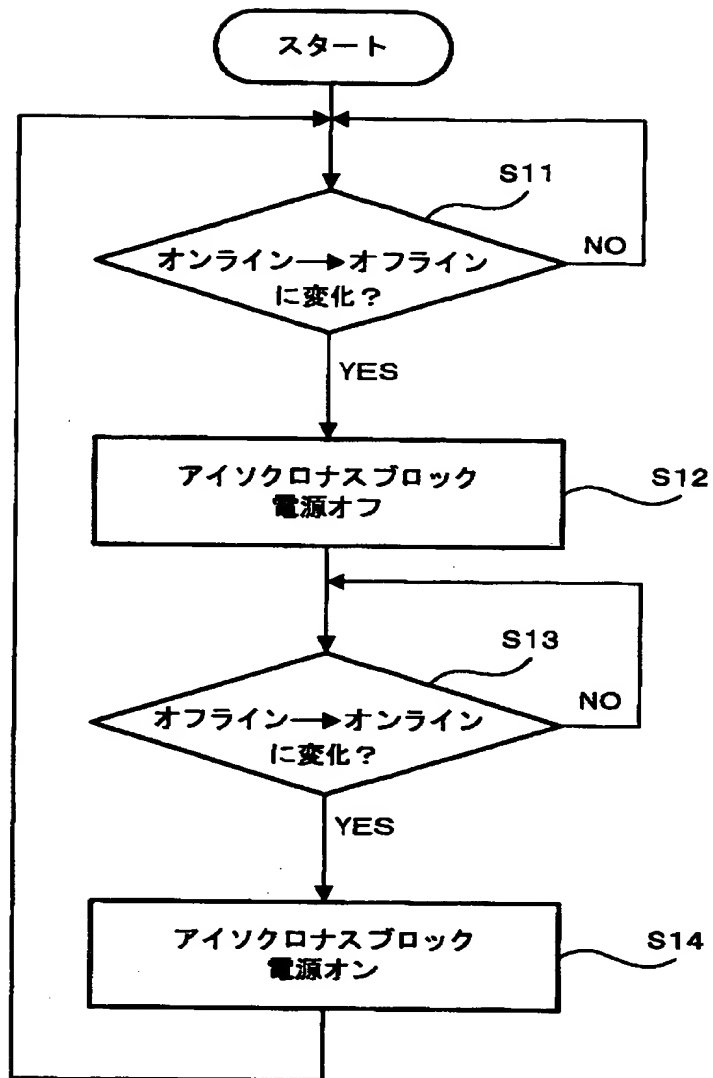 スタート
S11
オンライン→オフライン
に変化?
NO
YES
アイソクロナスブロック
電源オフ
S12
S13
オフライン→オンライン
に変化?
NO
YES
アイソクロナスブロック
電源オン
S14